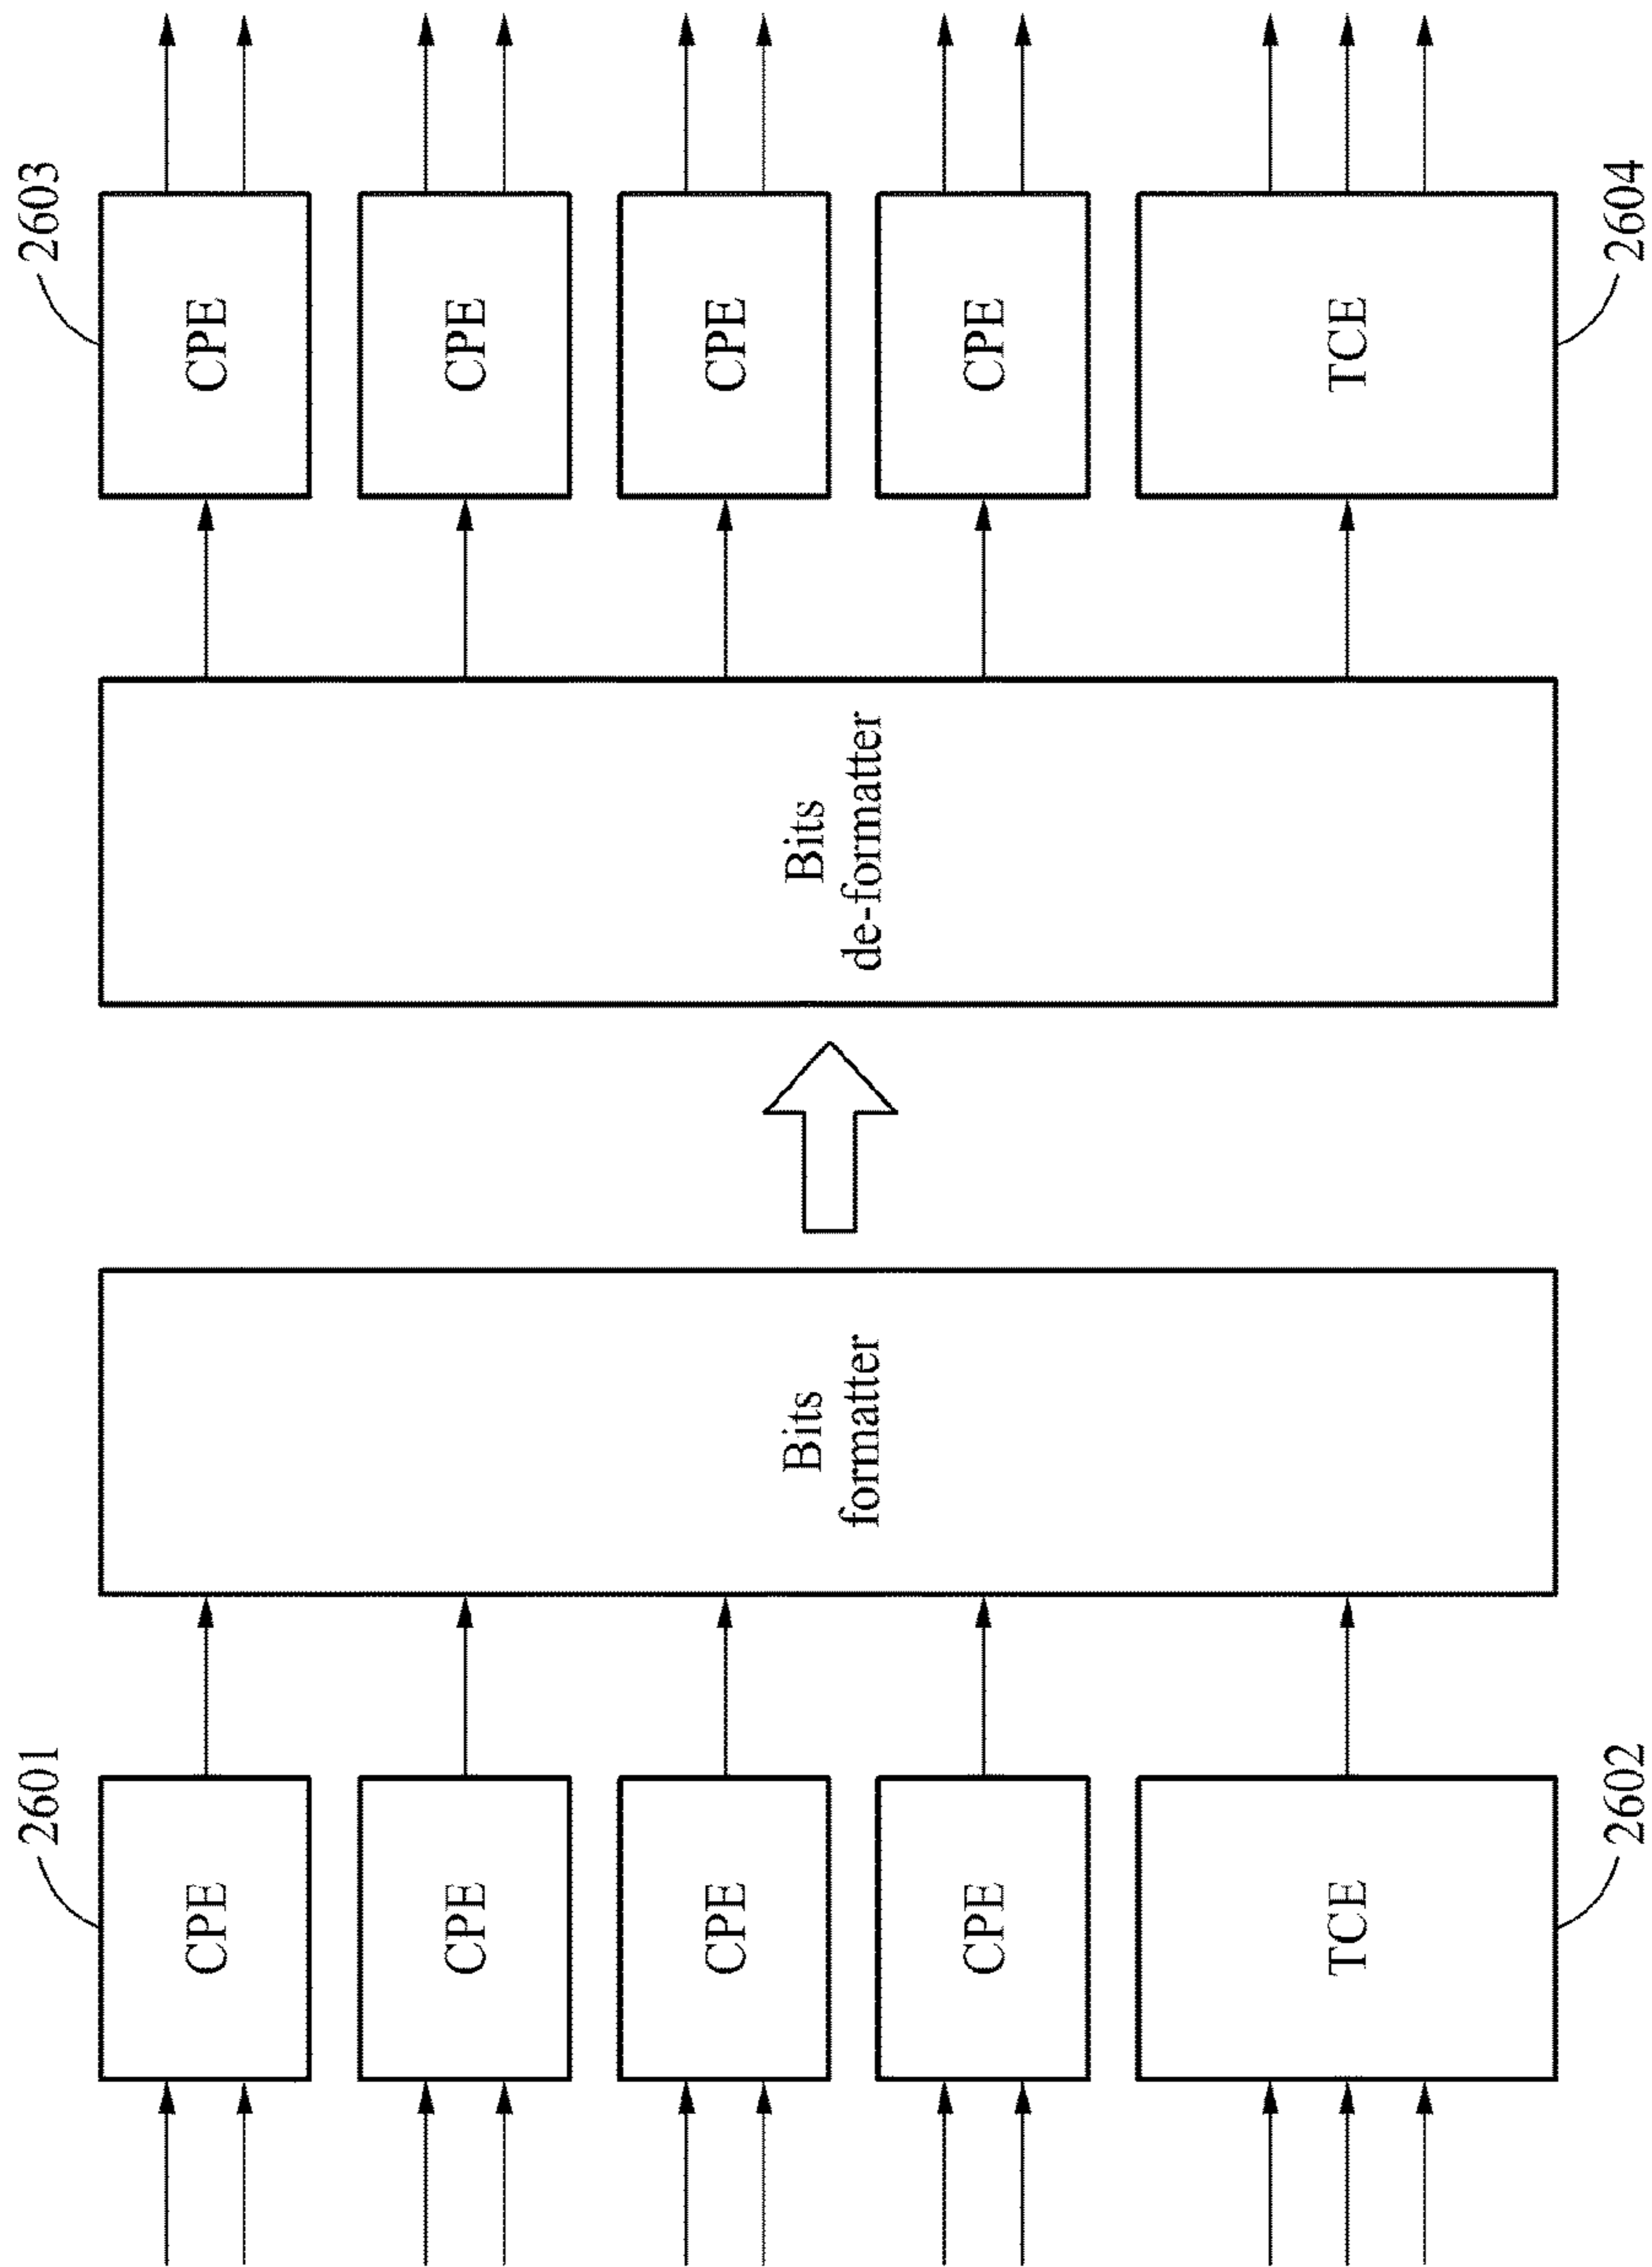 2601
CPE
CPE
CPE
CPE
TCE
2602
Bits
formatter
Bits
de-formatter
2603
CPE
CPE
CPE
CPE
TCE
2604